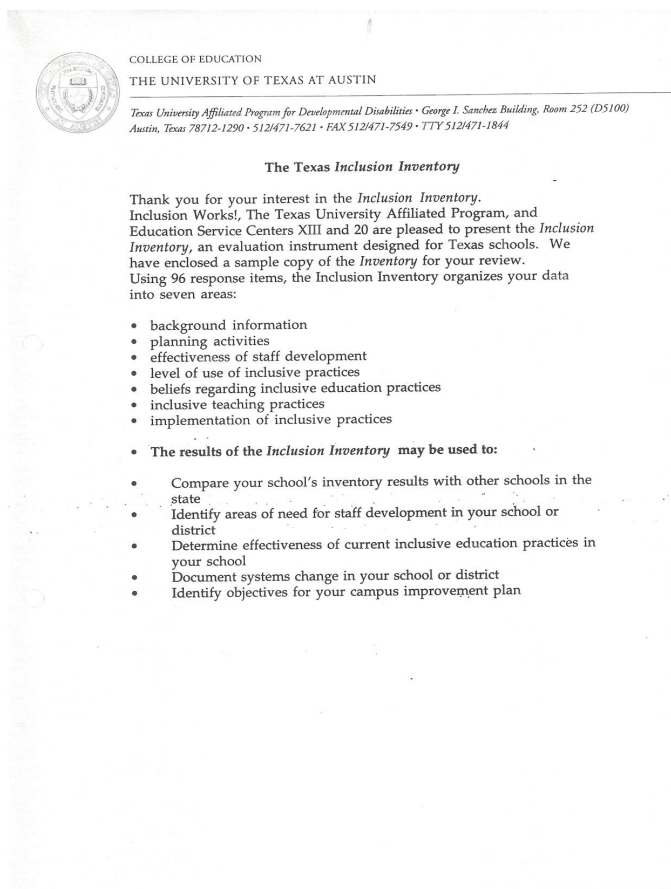 COLLEGE OF EDUCATION
THE UNIVERSITY OF TEXAS AT AUSTIN
Texas University Affiliated Program for Developmental Disabilities • George I. Sanchez Building, Room 252 (D5100)
Austin, Texas 78712-1290 • 512/471-7621 • FAX 512/471-7549 • TTY 512/471-1844
The Texas Inclusion Inventory
Thank you for your interest in the Inclusion Inventory.
Inclusion Works!, The Texas University Affiliated Program, and
Education Service Centers XIII and 20 are pleased to present the Inclusion
Inventory, an evaluation instrument designed for Texas schools. We
have enclosed a sample copy of the Inventory for your review.
Using 96 response items, the Inclusion Inventory organizes your data
into seven areas:
• background information
• planning activities
• effectiveness of staff development
• level of use of inclusive practices
• beliefs regarding inclusive education practices
• inclusive teaching practices
• implementation of inclusive practices
• The results of the Inclusion Inventory may be used to:
• Compare your school's inventory results with other schools in the
state
• Identify areas of need for staff development in your school or
district
• Determine effectiveness of current inclusive education practices in
your school
• Document systems change in your school or district
• Identify objectives for your campus improvement plan